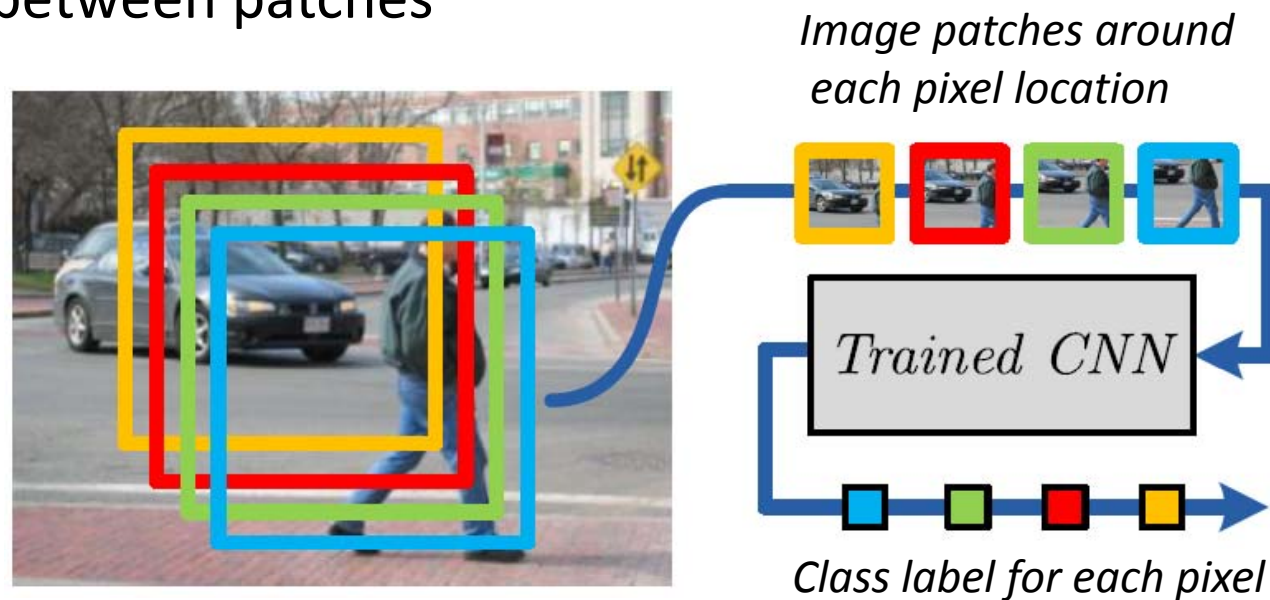 between patches
Image patches around
each pixel location
Trained CNN
Class label for each pixel